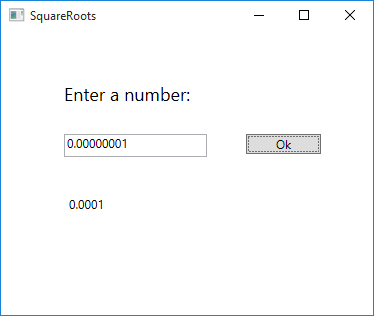 SquareRoots
Enter a number:
0.00000001
Ok
0.0001